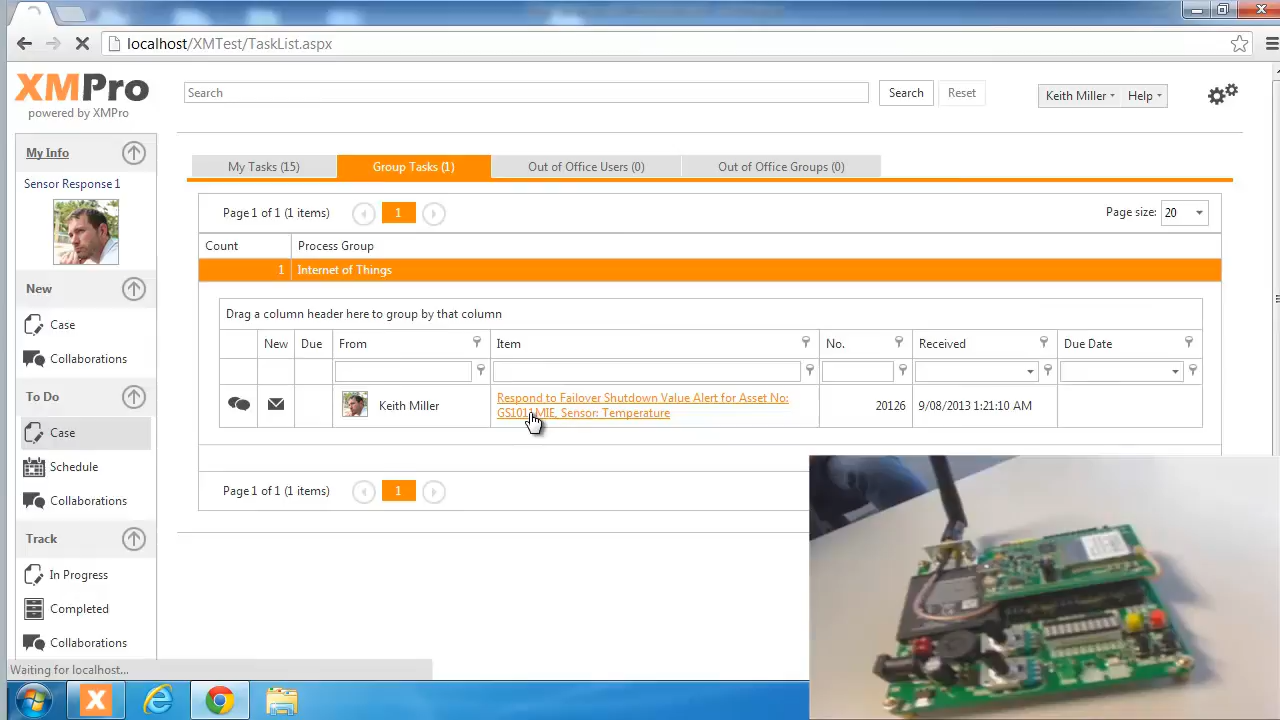 localhost/XMTest/TaskList.aspx
XMPro
powered by XMPro
Search
Search
Reset
Keith Miller
Help
My Info
Sensor Response 1
New
Case
Collaborations
To Do
Case
Schedule
Collaborations
Track
In Progress
Completed
Collaborations
My Tasks (15)
Group Tasks (1)
Out of Office Users (0)
Out of Office Groups (0)
Page 1 of 1 (1 items)
1
Page size:
20
Count
Process Group
1
Internet of Things
Drag a column header here to group by that column
New
Due
From
Item
No.
Received
Due Date
Keith Miller
Respond to Failover Shutdown Value Alert for Asset No:
GS1011MIE, Sensor: Temperature
20126
9/08/2013 1:21:10 AM
Page 1 of 1 (1 items)
1
Waiting for localhost...